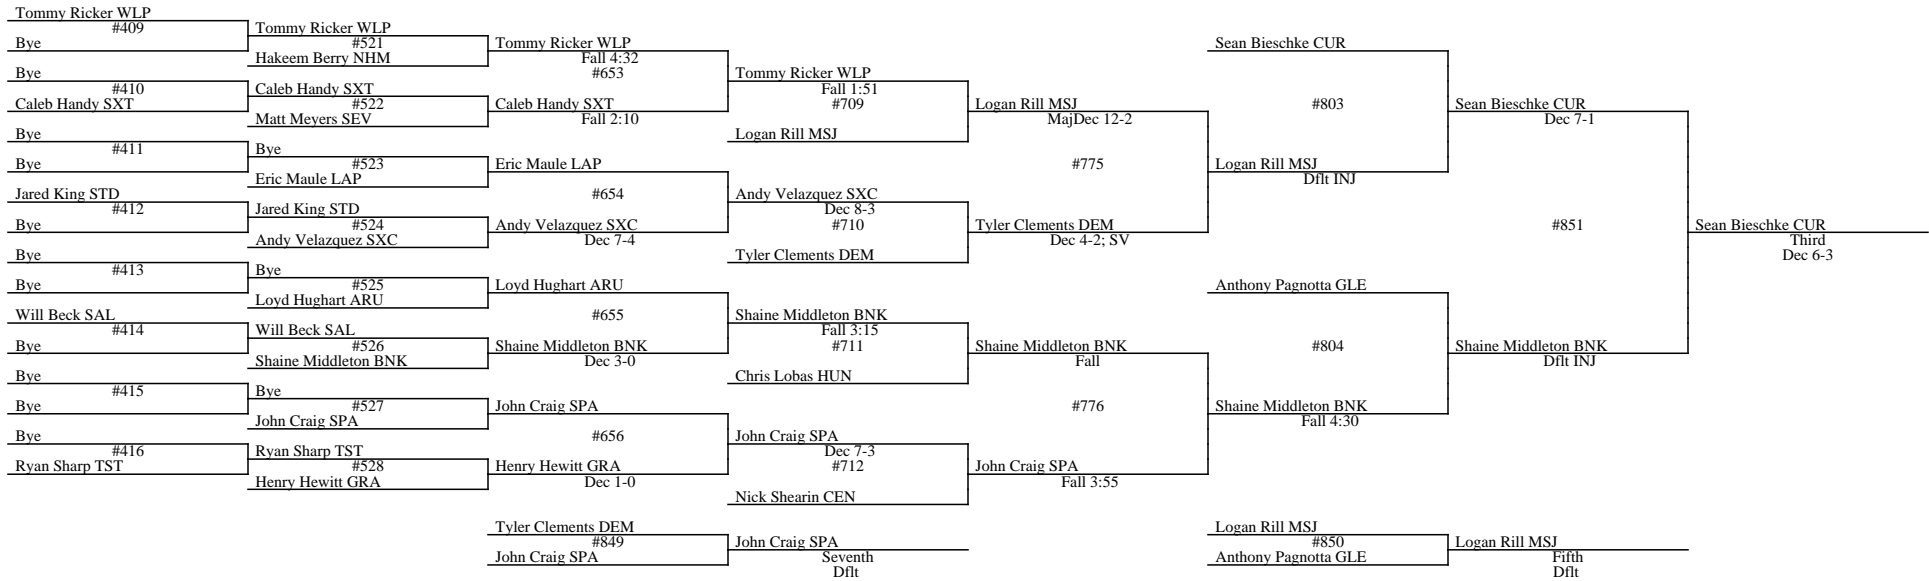 Tommy Ricker WLP
#409
Bye
Bye
#410
Caleb Handy SXT
Bye
#411
Bye
Jared King STD
#412
Bye
Bye
#413
Bye
Will Beck SAL
#414
Bye
Bye
#415
Bye
Bye
#416
Ryan Sharp TST
Tommy Ricker WLP
#521
Hakeem Berry NHM
Caleb Handy SXT
#522
Matt Meyers SEV
Bye
#523
Eric Maule LAP
Jared King STD
#524
Andy Velazquez SXC
Bye
#525
Loyd Hughart ARU
Will Beck SAL
#526
Shaine Middleton BNK
Bye
#527
John Craig SPA
Ryan Sharp TST
#528
Henry Hewitt GRA
Tommy Ricker WLP
Fall 4:32
#653
Caleb Handy SXT
Fall 2:10
Eric Maule LAP
#654
Andy Velazquez SXC
Dec 7-4
Loyd Hughart ARU
#655
Shaine Middleton BNK
Dec 3-0
John Craig SPA
#656
Henry Hewitt GRA
Dec 1-0
Tommy Ricker WLP
Fall 1:51
#709
Logan Rill MSJ
Andy Velazquez SXC
Dec 8-3
#710
Tyler Clements DEM
Shaine Middleton BNK
Fall 3:15
#711
Chris Lobas HUN
John Craig SPA
Dec 7-3
#712
Nick Shearin CEN
Logan Rill MSJ
MajDec 12-2
#775
Tyler Clements DEM
Dec 4-2; SV
Shaine Middleton BNK
Fall
#776
John Craig SPA
Fall 3:55
Sean Bieschke CUR
#803
Logan Rill MSJ
Dflt INJ
Anthony Pagnotta GLE
#804
Shaine Middleton BNK
Fall 4:30
Sean Bieschke CUR
Dec 7-1
#851
Shaine Middleton BNK
Dflt INJ
Sean Bieschke CUR
Third
Dec 6-3
Tyler Clements DEM
#849
John Craig SPA
John Craig SPA
Seventh
Dflt
Logan Rill MSJ
#850
Anthony Pagnotta GLE
Logan Rill MSJ
Fifth
Dflt